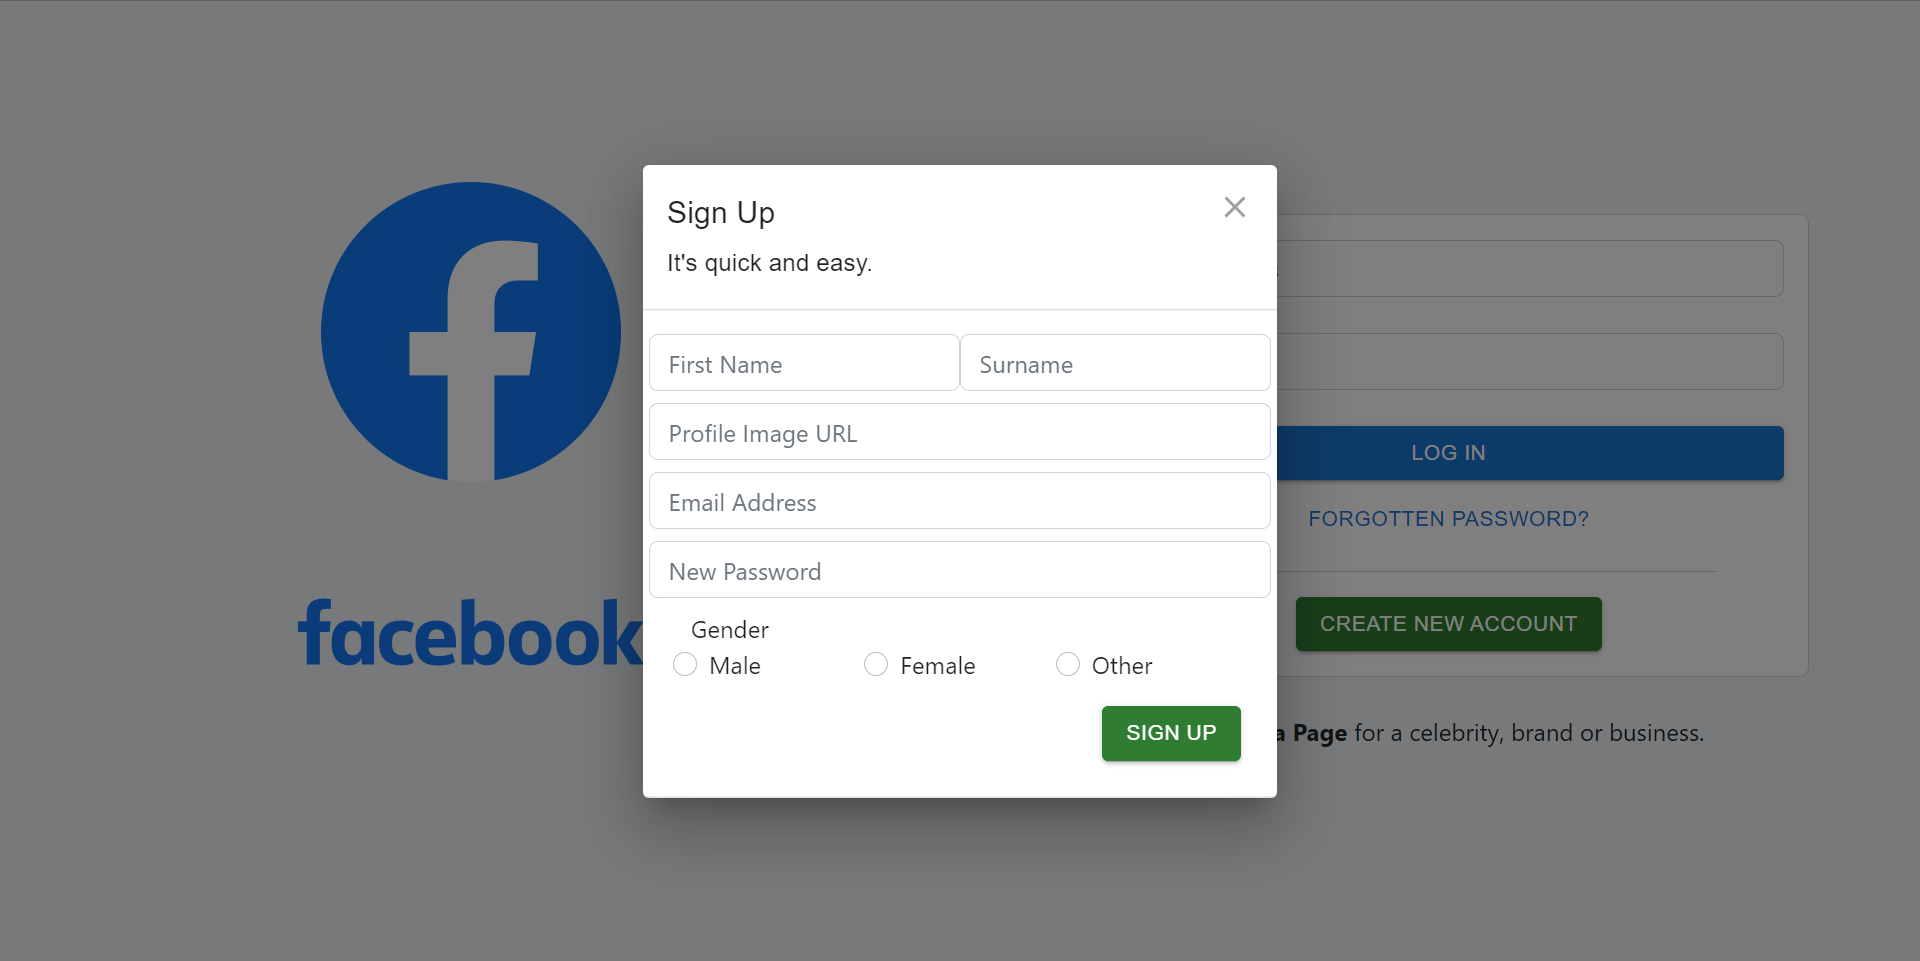 Sign Up
It's quick and easy.
First Name
Surname
Profile Image URL
Email Address
New Password
Gender
Male
Female
Other
SIGN UP
facebook
LOG IN
FORGOTTEN PASSWORD?
CREATE NEW ACCOUNT
a Page for a celebrity, brand or business.